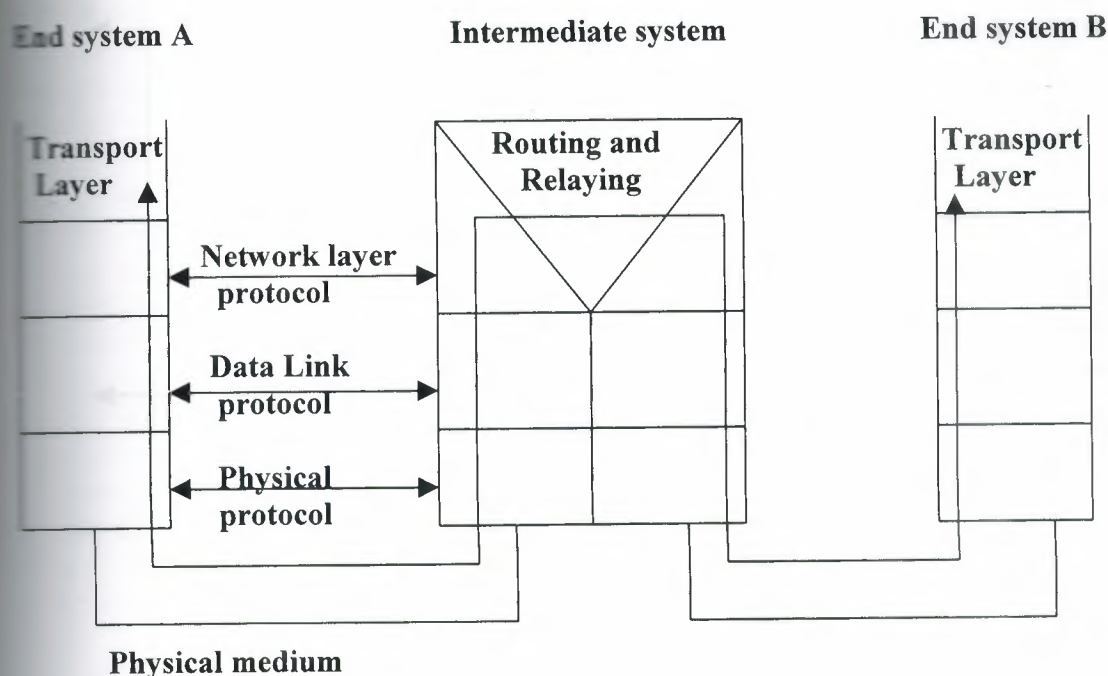 End system A
Intermediate system
End system B
Transport
Layer
Routing and
Relaying
Transport
Layer
Network layer
protocol
Data Link
protocol
Physical
protocol
Physical medium